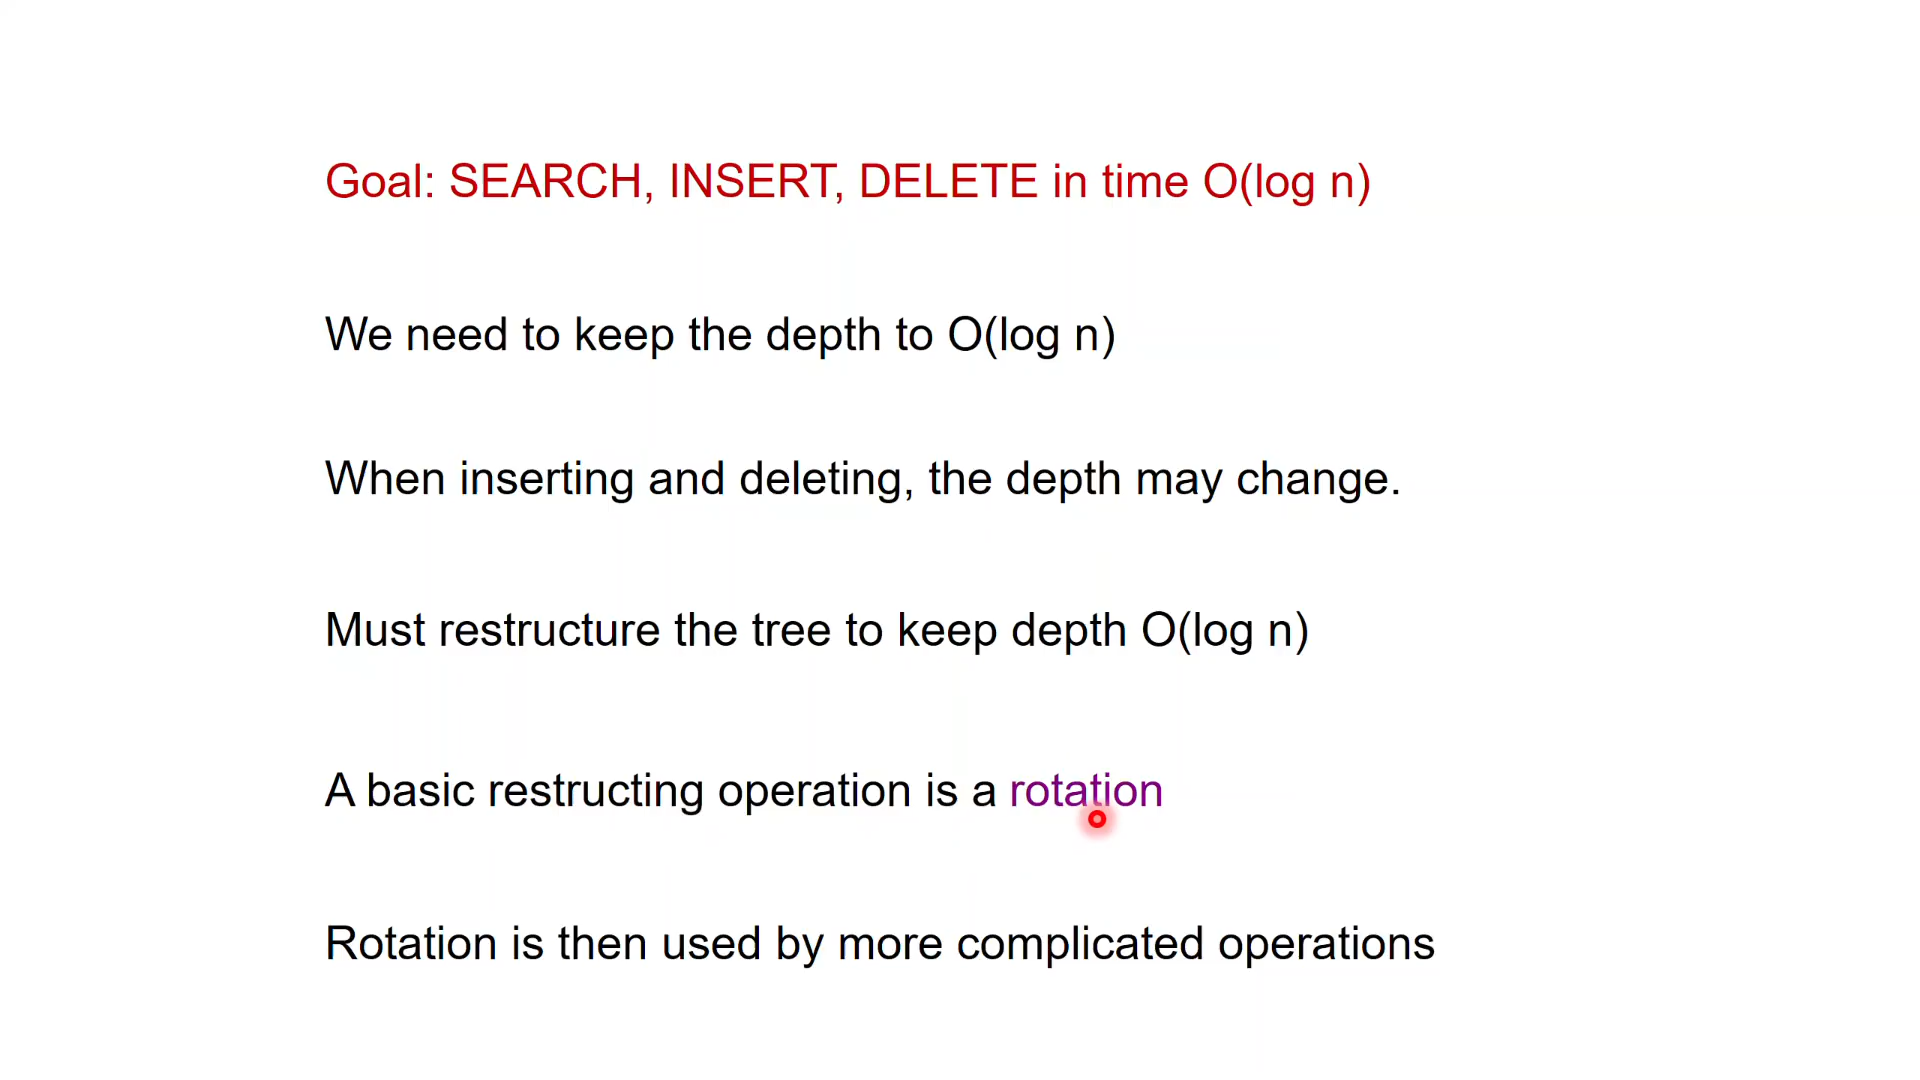 Goal: SEARCH, INSERT, DELETE in time O(log n)
We need to keep the depth to O(log n)
When inserting and deleting, the depth may change.
Must restructure the tree to keep depth O(log n)
A basic restructing operation is a rotation
Rotation is then used by more complicated operations